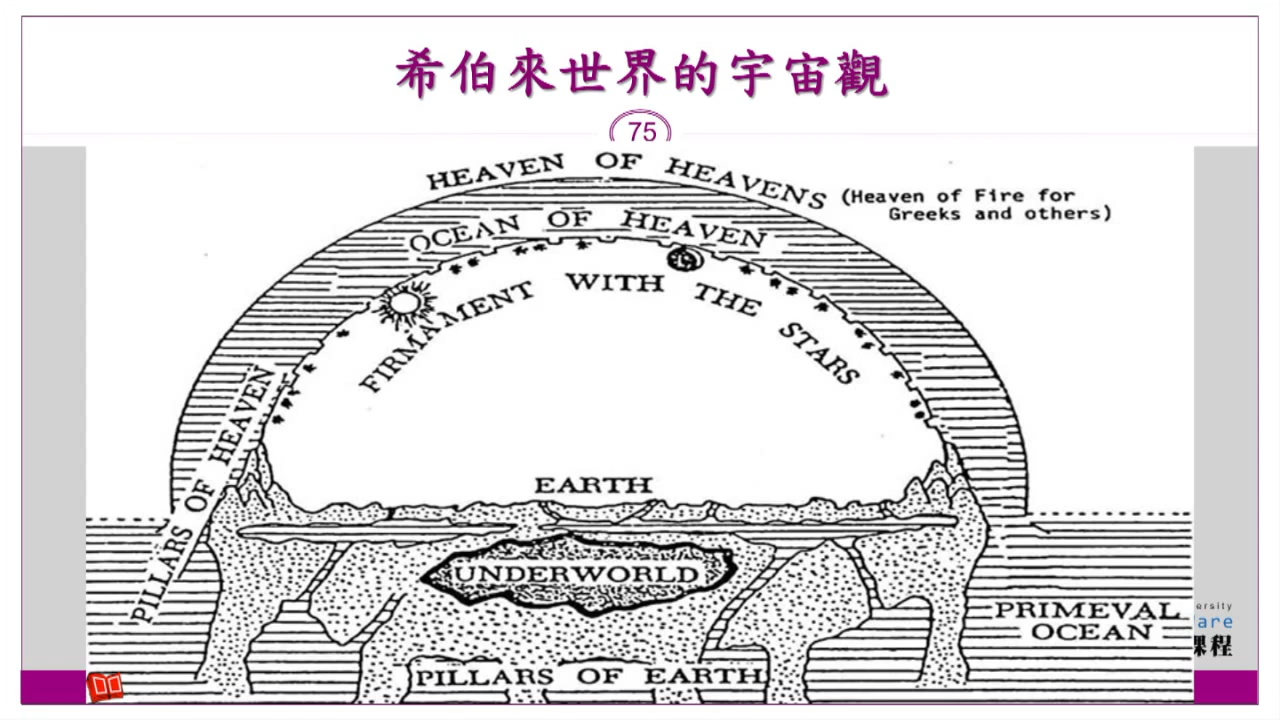 希伯來世界的宇宙觀
75
HEAVEN OF HEAVENS
(Heaven of Fire for
Greeks and others)
OCEAN OF HEAVEN
FIRMAMENT WITH THE STARS
PILLARS OF HEAVEN
EARTH
UNDERWORLD
PRIMEVAL
OCEAN
PILLARS OF EARTH
ersity
are
課程